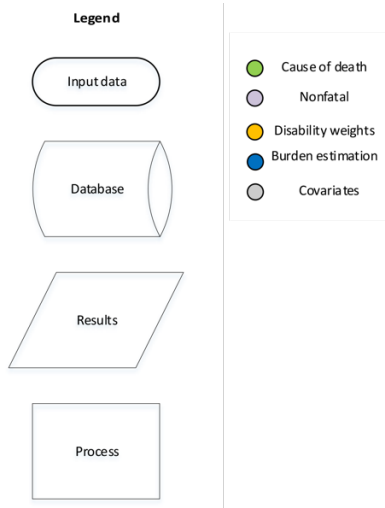 Legend
Input data
Database
Results
Process
Cause of death
Nonfatal
Disability weights
Burden estimation
Covariates